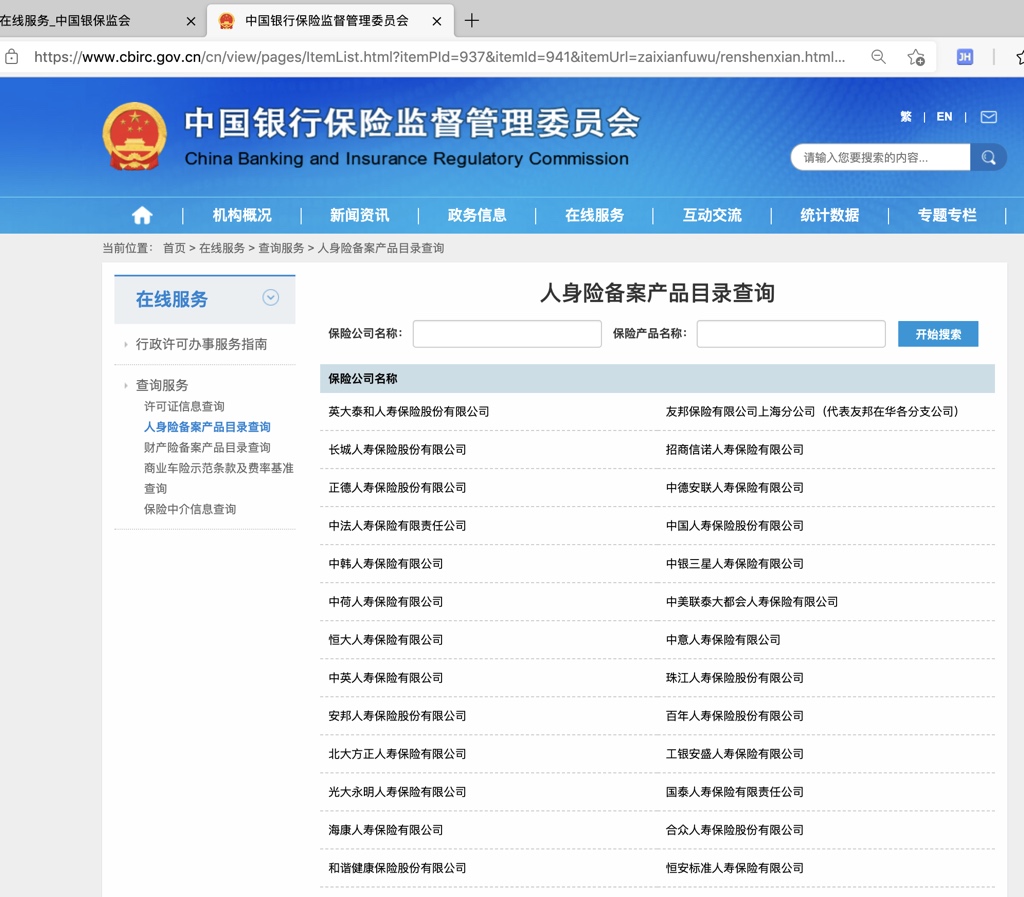 在线服务_中国银保监会
中国银行保险监督管理委员会
https://www.cbirc.gov.cn/cn/view/pages/ItemList.html?itemPId=937&itemId=941&itemUrl=zaixianfuwu/renshenxian.html...
JH
中国银行保险监督管理委员会
China Banking and Insurance Regulatory Commission
繁 | EN |
请输入您要搜索的内容...
机构概况 | 新闻资讯 | 政务信息 | 在线服务 | 互动交流 | 统计数据 | 专题专栏
当前位置： 首页 > 在线服务 > 查询服务 > 人身险备案产品目录查询
在线服务
行政许可办事服务指南
查询服务
许可证信息查询
人身险备案产品目录查询
财产险备案产品目录查询
商业车险示范条款及费率基准
查询
保险中介信息查询
人身险备案产品目录查询
保险公司名称: 保险产品名称: 开始搜索
保险公司名称
英大泰和人寿保险股份有限公司 友邦保险有限公司上海分公司（代表友邦在华各分支公司）
长城人寿保险股份有限公司 招商信诺人寿保险有限公司
正德人寿保险股份有限公司 中德安联人寿保险有限公司
中法人寿保险有限责任公司 中国人寿保险股份有限公司
中韩人寿保险有限公司 中银三星人寿保险有限公司
中荷人寿保险有限公司 中美联泰大都会人寿保险有限公司
恒大人寿保险有限公司 中意人寿保险有限公司
中英人寿保险有限公司 珠江人寿保险股份有限公司
安邦人寿保险股份有限公司 百年人寿保险股份有限公司
北大方正人寿保险有限公司 工银安盛人寿保险有限公司
光大永明人寿保险有限公司 国泰人寿保险有限责任公司
海康人寿保险有限公司 合众人寿保险股份有限公司
和谐健康保险股份有限公司 恒安标准人寿保险有限公司